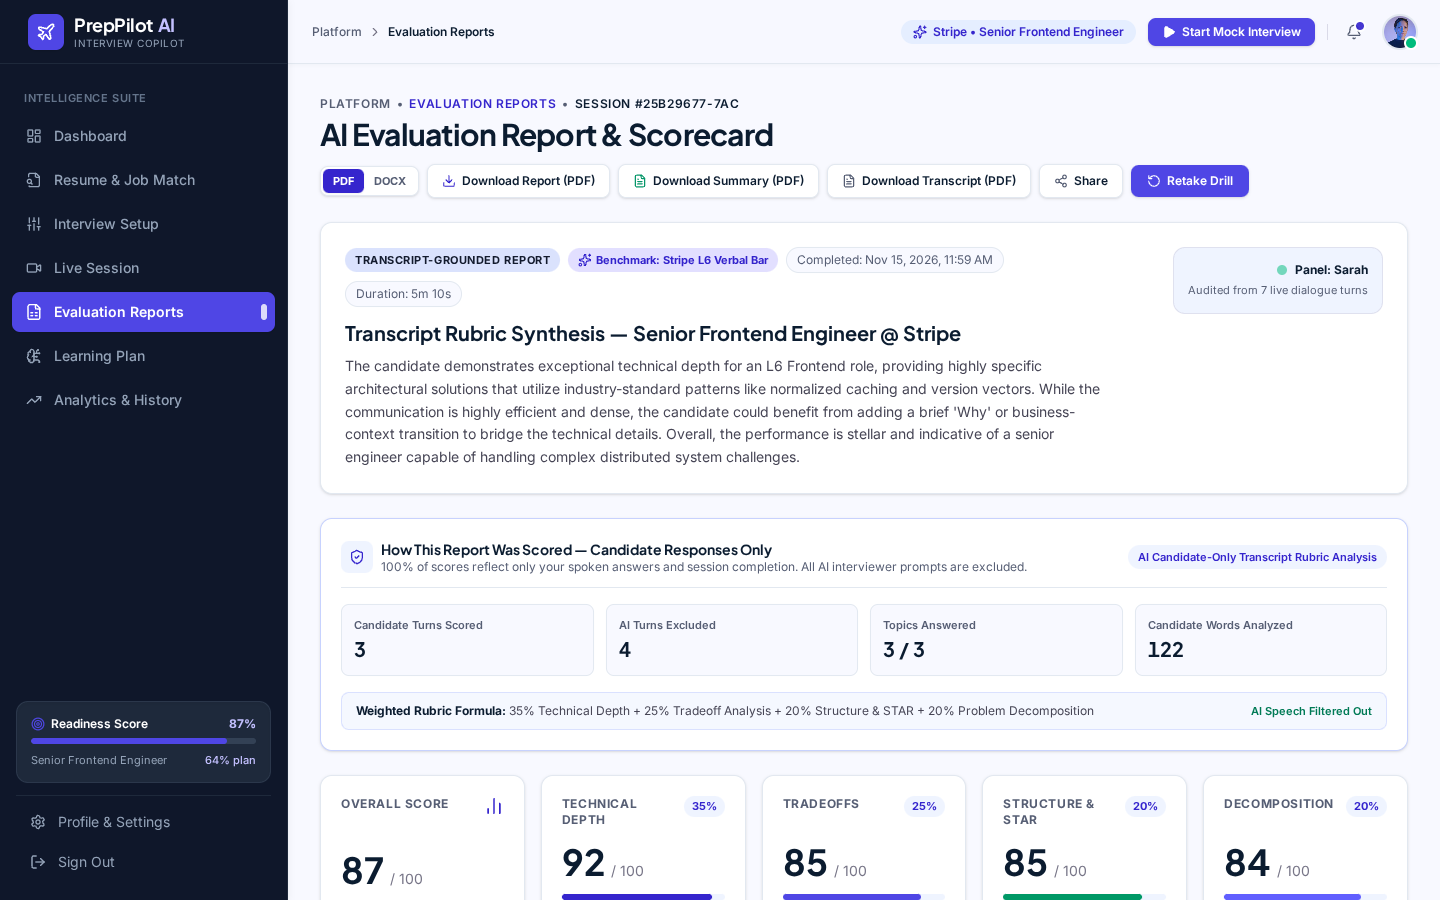 PrepPilot AI
INTERVIEW COPILOT
INTELLIGENCE SUITE
Dashboard
Resume & Job Match
Interview Setup
Live Session
Evaluation Reports
Learning Plan
Analytics & History
Readiness Score 87%
Senior Frontend Engineer 64% plan
Profile & Settings
Sign Out
Platform > Evaluation Reports
Stripe • Senior Frontend Engineer
Start Mock Interview
PLATFORM • EVALUATION REPORTS • SESSION #25B29677-7AC
AI Evaluation Report & Scorecard
PDF DOCX Download Report (PDF) Download Summary (PDF) Download Transcript (PDF) Share Retake Drill
TRANSCRIPT-GROUNDED REPORT Benchmark: Stripe L6 Verbal Bar Completed: Nov 15, 2026, 11:59 AM
Duration: 5m 10s
Panel: Sarah
Audited from 7 live dialogue turns
Transcript Rubric Synthesis — Senior Frontend Engineer @ Stripe
The candidate demonstrates exceptional technical depth for an L6 Frontend role, providing highly specific
architectural solutions that utilize industry-standard patterns like normalized caching and version vectors. While the
communication is highly efficient and dense, the candidate could benefit from adding a brief 'Why' or business-
context transition to bridge the technical details. Overall, the performance is stellar and indicative of a senior
engineer capable of handling complex distributed system challenges.
How This Report Was Scored — Candidate Responses Only
100% of scores reflect only your spoken answers and session completion. All AI interviewer prompts are excluded.
AI Candidate-Only Transcript Rubric Analysis
Candidate Turns Scored
3
AI Turns Excluded
4
Topics Answered
3 / 3
Candidate Words Analyzed
122
Weighted Rubric Formula: 35% Technical Depth + 25% Tradeoff Analysis + 20% Structure & STAR + 20% Problem Decomposition
AI Speech Filtered Out
OVERALL SCORE
87 / 100
TECHNICAL DEPTH 35%
92 / 100
TRADEOFFS 25%
85 / 100
STRUCTURE & STAR 20%
85 / 100
DECOMPOSITION 20%
84 / 100